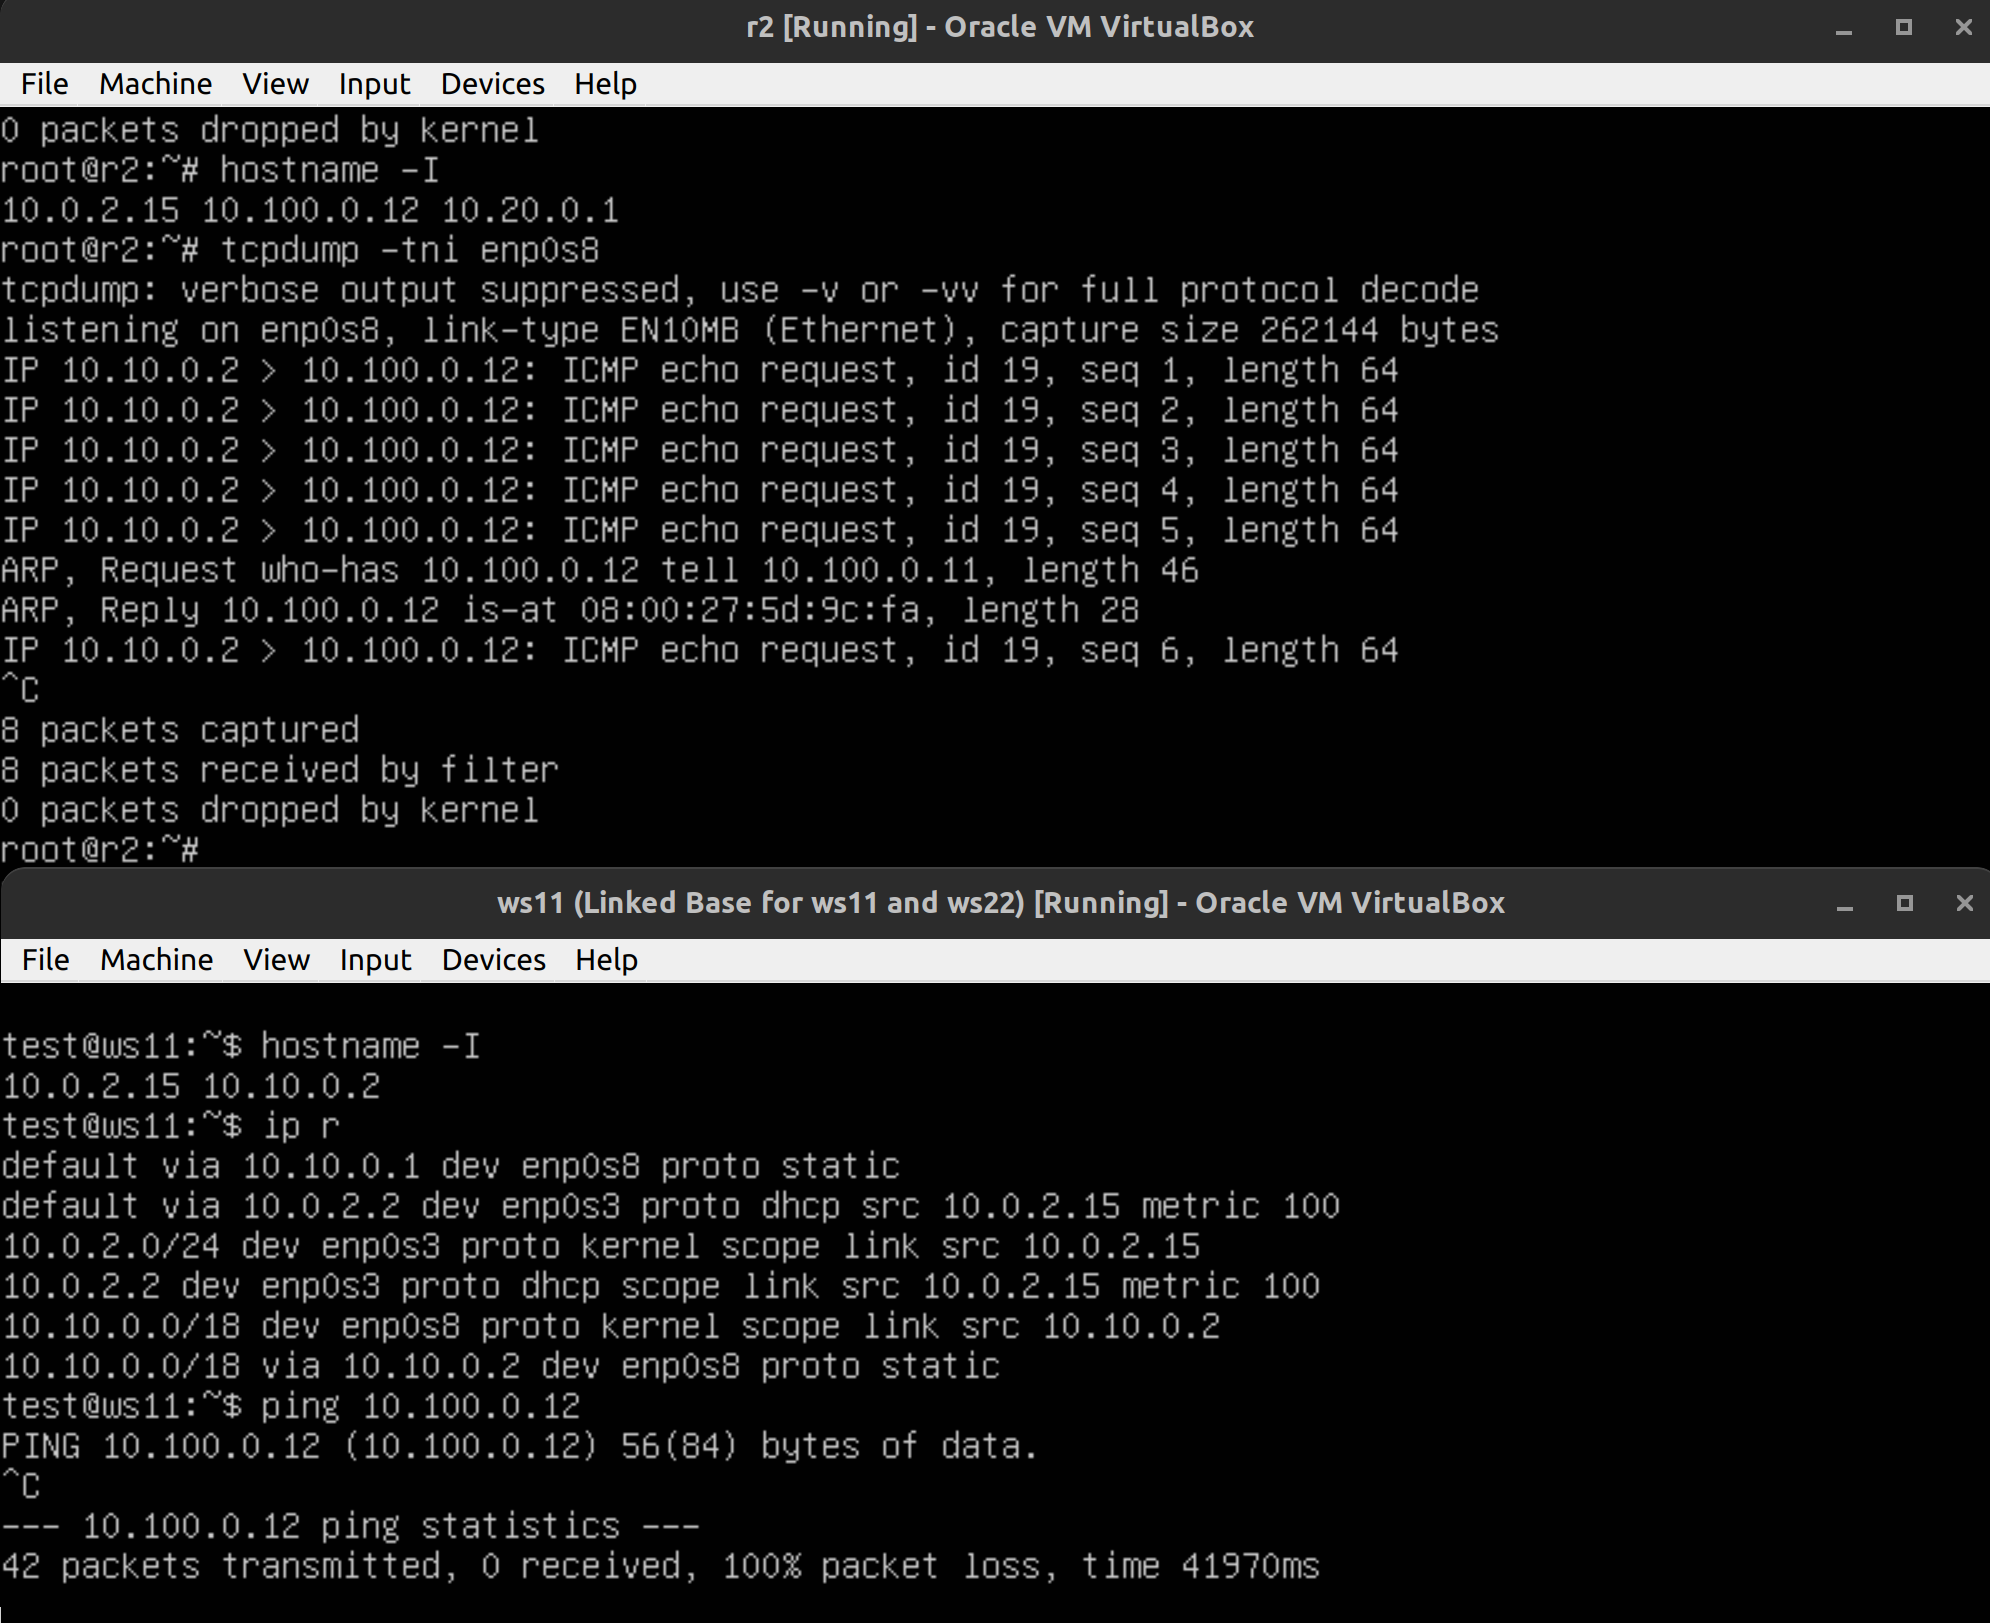 r2 [Running] - Oracle VM VirtualBox
File Machine View Input Devices Help
0 packets dropped by kernel
root@r2:~# hostname -I
10.0.2.15 10.100.0.12 10.20.0.1
root@r2:~# tcpdump -tni enp0s8
tcpdump: verbose output suppressed, use -v or -vv for full protocol decode
listening on enp0s8, link-type EN10MB (Ethernet), capture size 262144 bytes
IP 10.10.0.2 > 10.100.0.12: ICMP echo request, id 19, seq 1, length 64
IP 10.10.0.2 > 10.100.0.12: ICMP echo request, id 19, seq 2, length 64
IP 10.10.0.2 > 10.100.0.12: ICMP echo request, id 19, seq 3, length 64
IP 10.10.0.2 > 10.100.0.12: ICMP echo request, id 19, seq 4, length 64
IP 10.10.0.2 > 10.100.0.12: ICMP echo request, id 19, seq 5, length 64
ARP, Request who-has 10.100.0.12 tell 10.100.0.11, length 46
ARP, Reply 10.100.0.12 is-at 08:00:27:5d:9c:fa, length 28
IP 10.10.0.2 > 10.100.0.12: ICMP echo request, id 19, seq 6, length 64
^C
8 packets captured
8 packets received by filter
0 packets dropped by kernel
root@r2:~#
ws11 (Linked Base for ws11 and ws22) [Running] - Oracle VM VirtualBox
File Machine View Input Devices Help
test@ws11:~$ hostname -I
10.0.2.15 10.10.0.2
test@ws11:~$ ip r
default via 10.10.0.1 dev enp0s8 proto static
default via 10.0.2.2 dev enp0s3 proto dhcp src 10.0.2.15 metric 100
10.0.2.0/24 dev enp0s3 proto kernel scope link src 10.0.2.15
10.0.2.2 dev enp0s3 proto dhcp scope link src 10.0.2.15 metric 100
10.10.0.0/18 dev enp0s8 proto kernel scope link src 10.10.0.2
10.10.0.0/18 via 10.10.0.2 dev enp0s8 proto static
test@ws11:~$ ping 10.100.0.12
PING 10.100.0.12 (10.100.0.12) 56(84) bytes of data.
^C
--- 10.100.0.12 ping statistics ---
42 packets transmitted, 0 received, 100% packet loss, time 41970ms